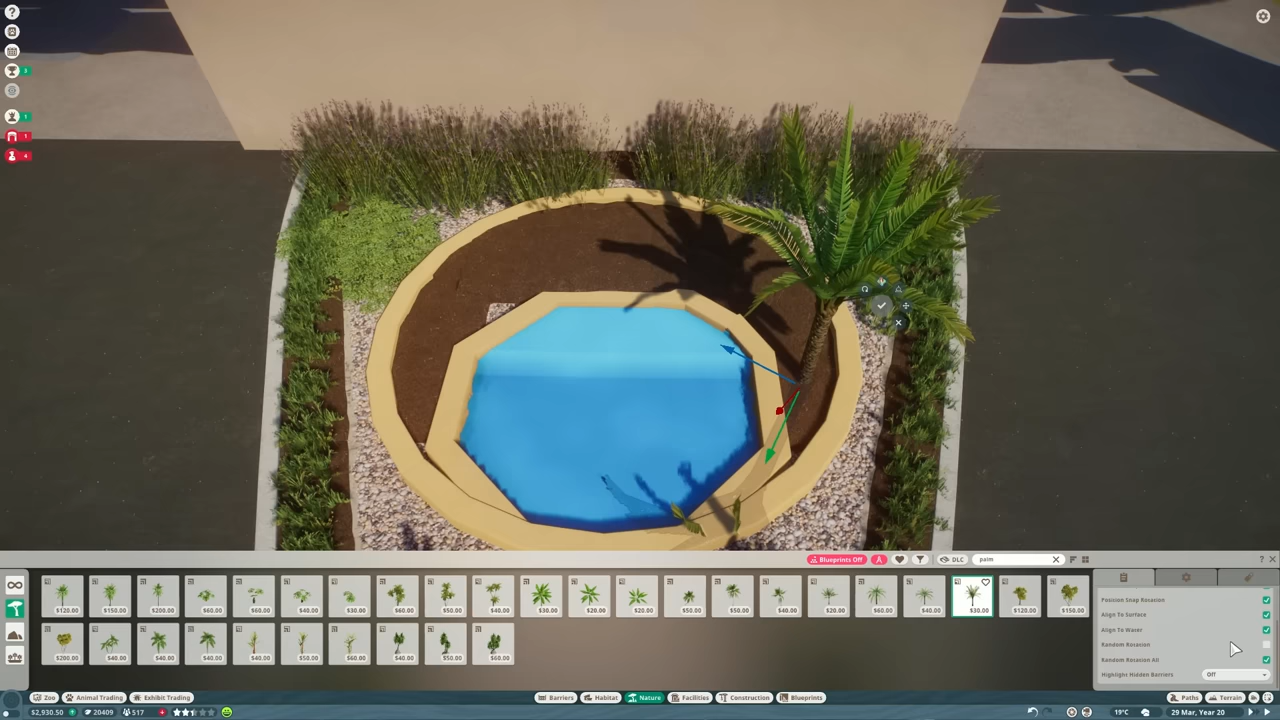 ?
3
1
1
4
Blueprints Off
DLC
palm
?
$120.00 $150.00 $200.00 $60.00 $60.00 $40.00 $30.00 $60.00 $50.00 $40.00 $30.00 $20.00 $20.00 $50.00 $50.00 $40.00 $20.00 $60.00 $40.00 $30.00 $120.00 $150.00
$200.00 $40.00 $40.00 $40.00 $40.00 $50.00 $60.00 $40.00 $50.00 $60.00
Position Snap Rotation
Align To Surface
Align To Water
Random Rotation
Random Rotation All
Highlight Hidden Barriers Off
Zoo Animal Trading Exhibit Trading Barriers Habitat Nature Facilities Construction Blueprints Paths Terrain
$2,930.50 20409 517 19°C 29 Mar, Year 20